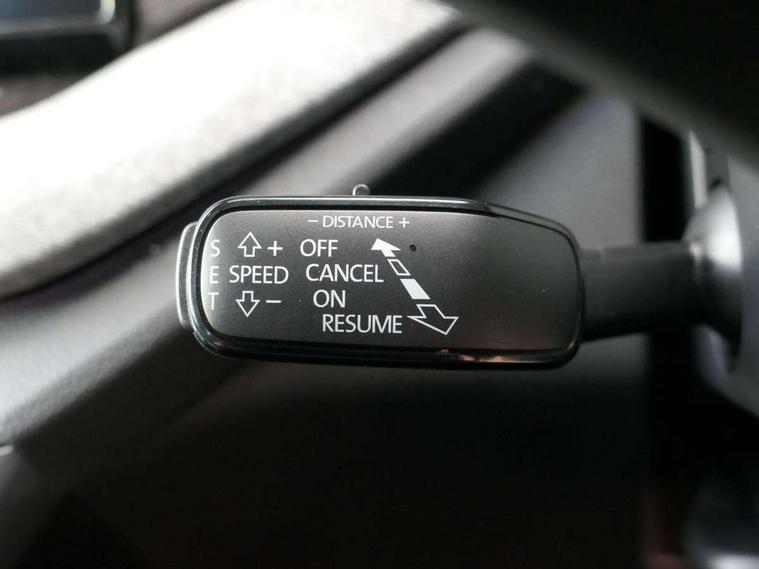 - DISTANCE +
S + OFF
E SPEED CANCEL
T - ON
RESUME